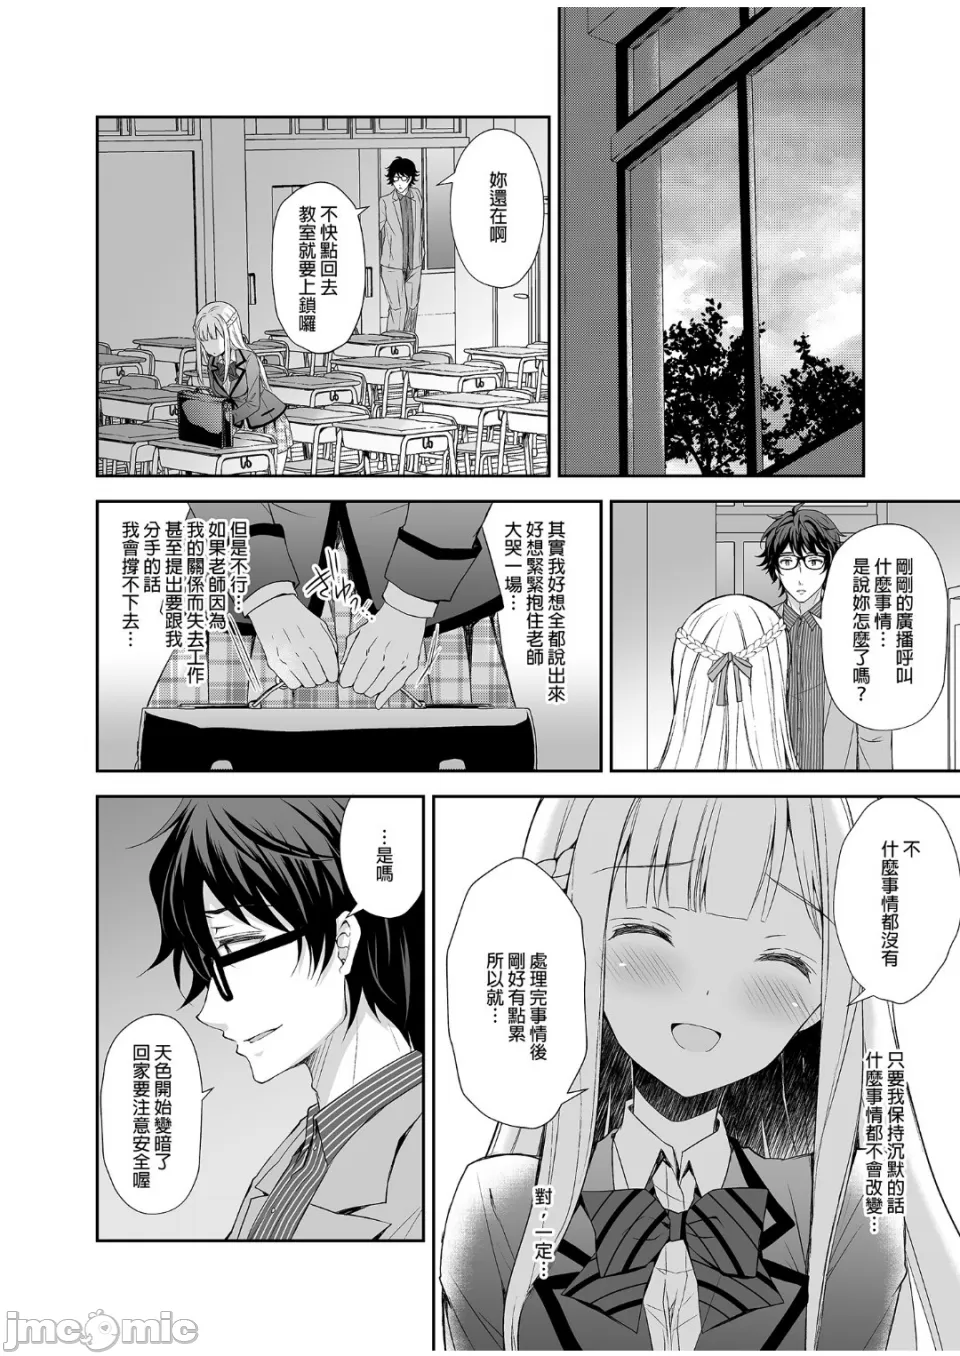 妳還在啊
不快點回去
教室就要上鎖囉
剛剛的廣播呼叫
什麼事情…
是說妳怎麼了嗎？
其實我好想全都說出來
好想緊緊抱住老師
大哭一場…
但是不行…
如果老師因為
我的關係而失去工作
甚至提出要跟我
分手的話
我會撐不下去…
不
什麼事情都沒有
處理完事情後
剛好有點累
所以就…
只要我保持沉默的話
什麼事情都不會改變…
對，一定…
…是嗎
天色開始變暗了
回家要注意安全喔
jmcomic